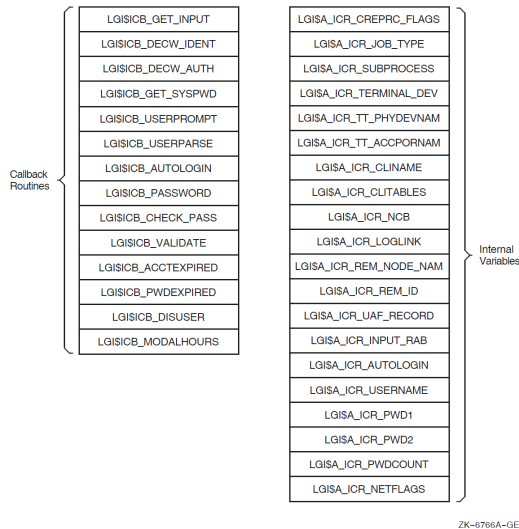 LGI$ICB_GET_INPUT
LGI$ICB_DECW_IDENT
LGI$ICB_DECW_AUTH
LGI$ICB_GET_SYSPWD
LGI$ICB_USERPROMPT
LGI$ICB_USERPARSE
LGI$ICB_AUTOLOGIN
LGI$ICB_PASSWORD
LGI$ICB_CHECK_PASS
LGI$ICB_VALIDATE
LGI$ICB_ACCTEXPIRED
LGI$ICB_PWDEXPIRED
LGI$ICB_DISUSER
LGI$ICB_MODALHOURS
Callback
Routines
LGI$A_ICR_CREPRC_FLAGS
LGI$A_ICR_JOB_TYPE
LGI$A_ICR_SUBPROCESS
LGI$A_ICR_TERMINAL_DEV
LGI$A_ICR_TT_PHYDEVNAM
LGI$A_ICR_TT_ACCPORNAM
LGI$A_ICR_CLINAME
LGI$A_ICR_CLITABLES
LGI$A_ICR_NCB
LGI$A_ICR_LOGLINK
LGI$A_ICR_REM_NODE_NAM
LGI$A_ICR_REM_ID
LGI$A_ICR_UAF_RECORD
LGI$A_ICR_INPUT_RAB
LGI$A_ICR_AUTOLOGIN
LGI$A_ICR_USERNAME
LGI$A_ICR_PWD1
LGI$A_ICR_PWD2
LGI$A_ICR_PWDCOUNT
LGI$A_ICR_NETFLAGS
Internal
Variables
ZK-6766A-GE